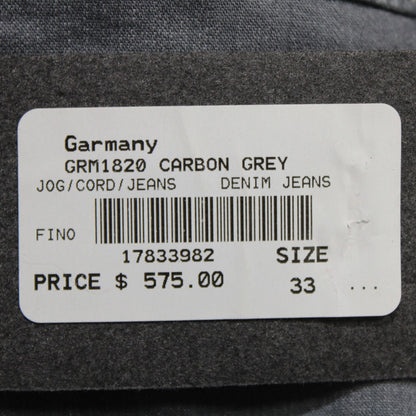 Garmany
GRM1820 CARBON GREY
JOG/CORD/JEANS DENIM JEANS
FINO
17833982 SIZE
PRICE $ 575.00 33 ...